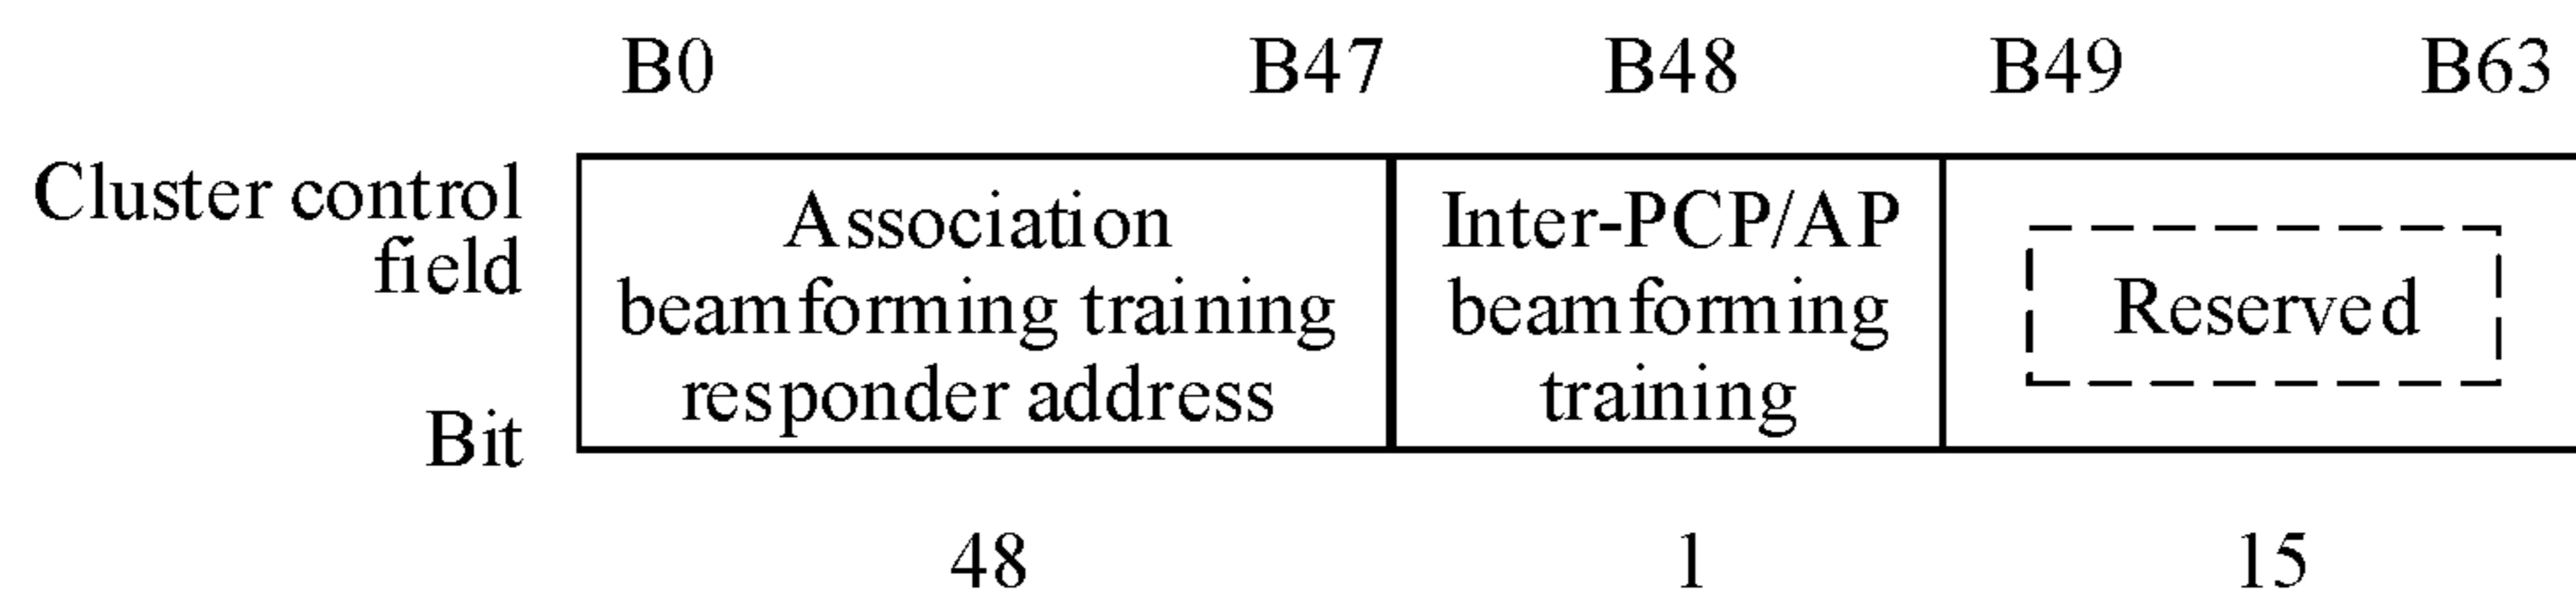 B0 B47 B48 B49 B63
Cluster control
field
Association
beamforming training
responder address
Inter-PCP/AP
beamforming
training
Reserved
Bit
48 1 15